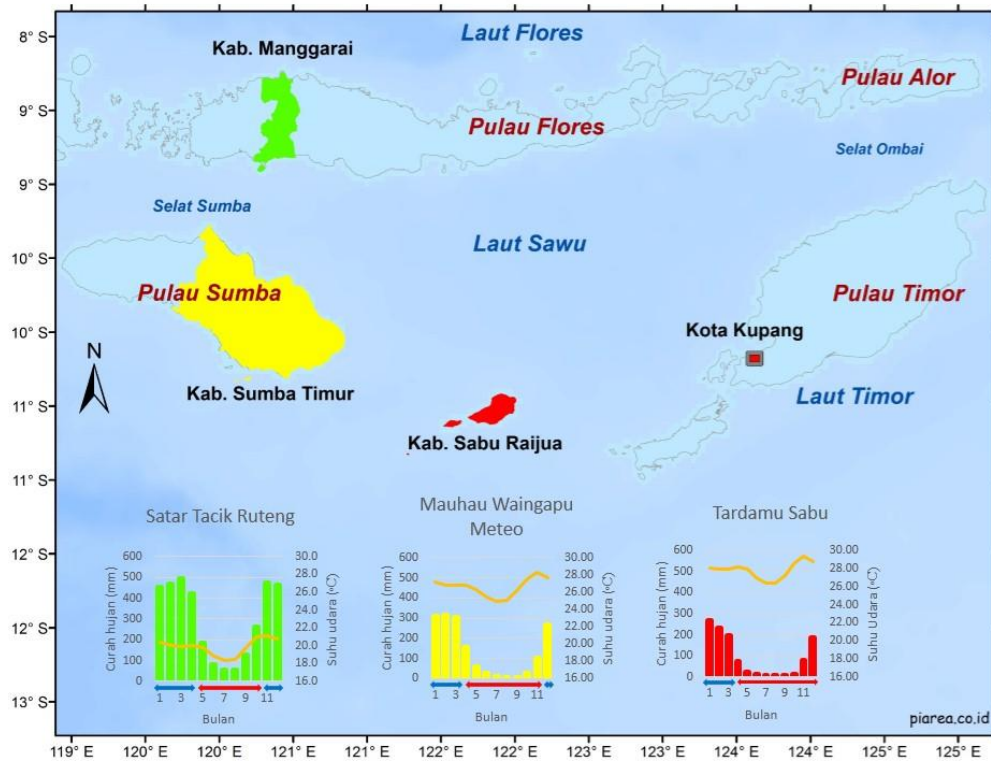 8° S
9° S
9° S
10° S
10° S
11° S
11° S
12° S
12° S
13° S
Laut Flores
Kab. Manggarai
Pulau Alor
Pulau Flores
Selat Ombai
Selat Sumba
Laut Sawu
Pulau Sumba
Pulau Timor
Kota Kupang
N
Kab. Sumba Timur
Laut Timor
Kab. Sabu Raijua
Satar Tacik Ruteng
Curah hujan (mm)
600
500
400
300
200
100
0
30.0
28.0
26.0
24.0
22.0
20.0
18.0
16.0
Suhu udara (°C)
1 3 5 7 9 11
Bulan
Mauhau Waingapu
Meteo
Curah hujan (mm)
600
500
400
300
200
100
0
30.00
28.00
26.00
24.00
22.00
20.00
18.00
16.00
Suhu udara (°C)
1 3 5 7 9 11
Bulan
Tardamu Sabu
Curah hujan (mm)
600
500
400
300
200
100
0
30.00
28.00
26.00
24.00
22.00
20.00
18.00
16.00
Suhu udara (°C)
1 3 5 7 9 11
Bulan
piarea.co.id
119° E 120° E 120° E 121° E 121° E 122° E 122° E 123° E 123° E 124° E 124° E 125° E 125° E